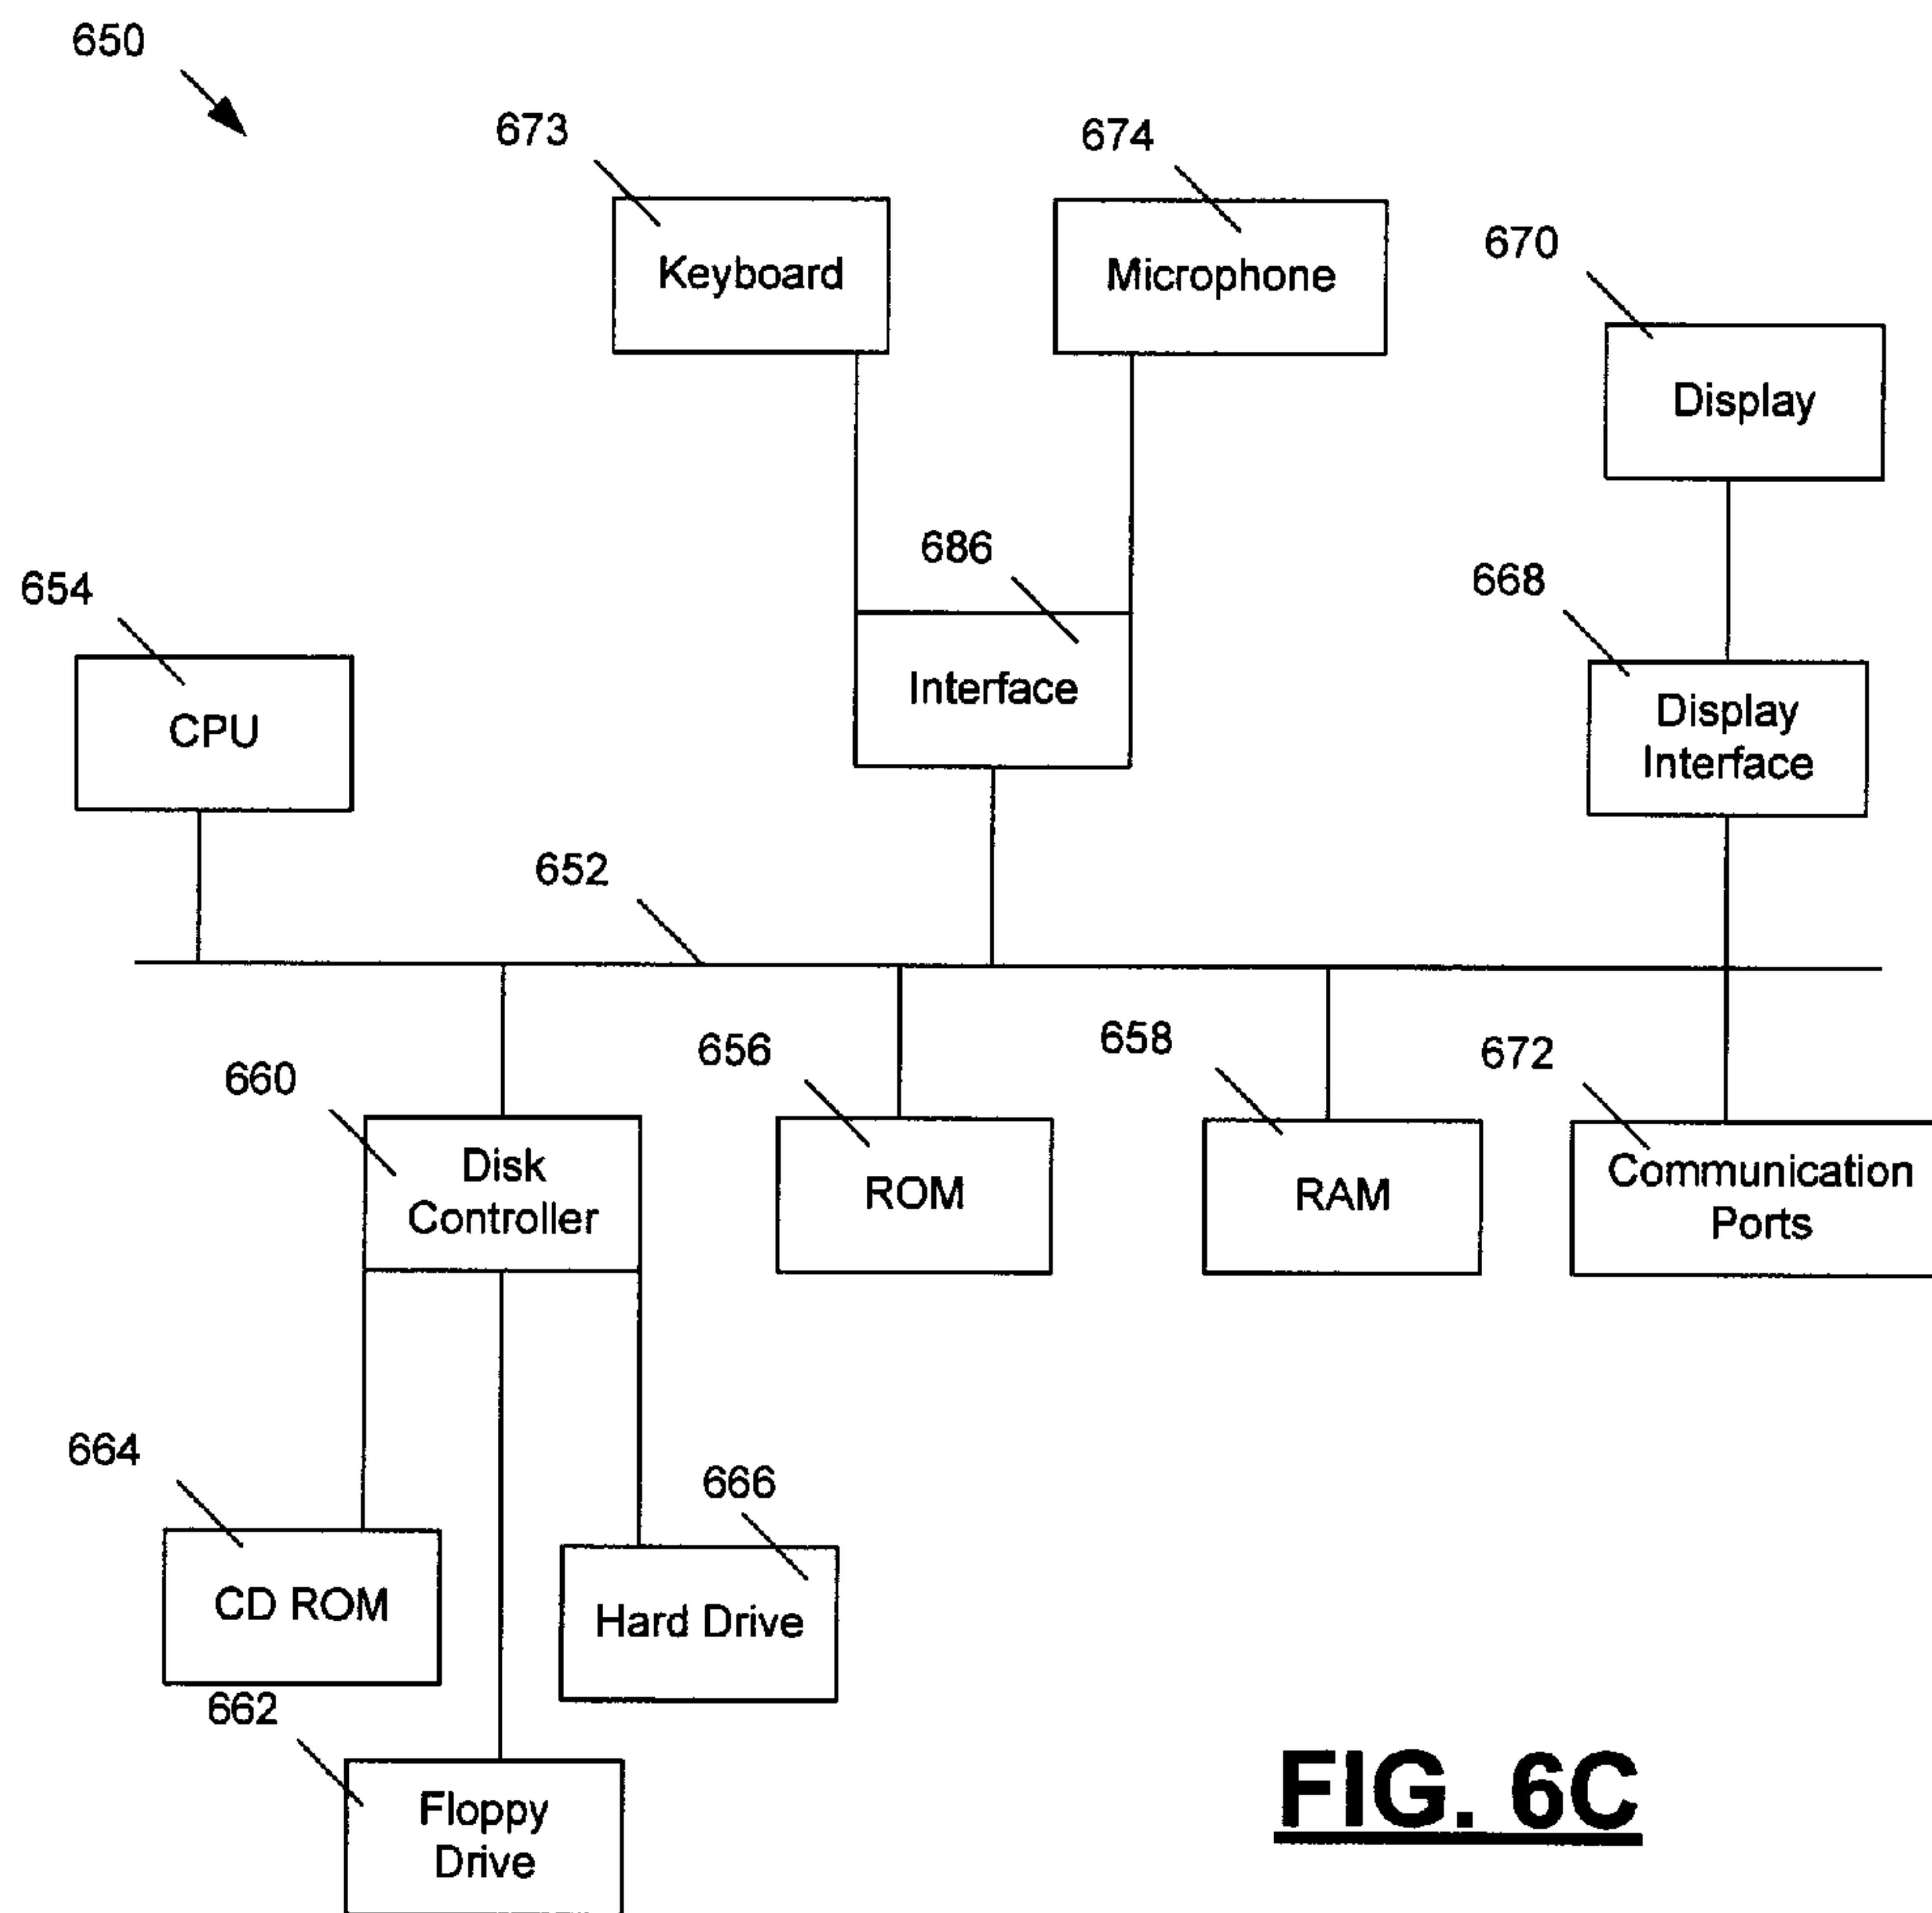 650
673
674
670
Keyboard
Microphone
Display
686
654
668
Interface
CPU
Display
Interface
652
660
656
658
672
Disk
Controller
ROM
RAM
Communication
Ports
664
666
CD ROM
Hard Drive
662
Floppy
Drive
FIG. 6C